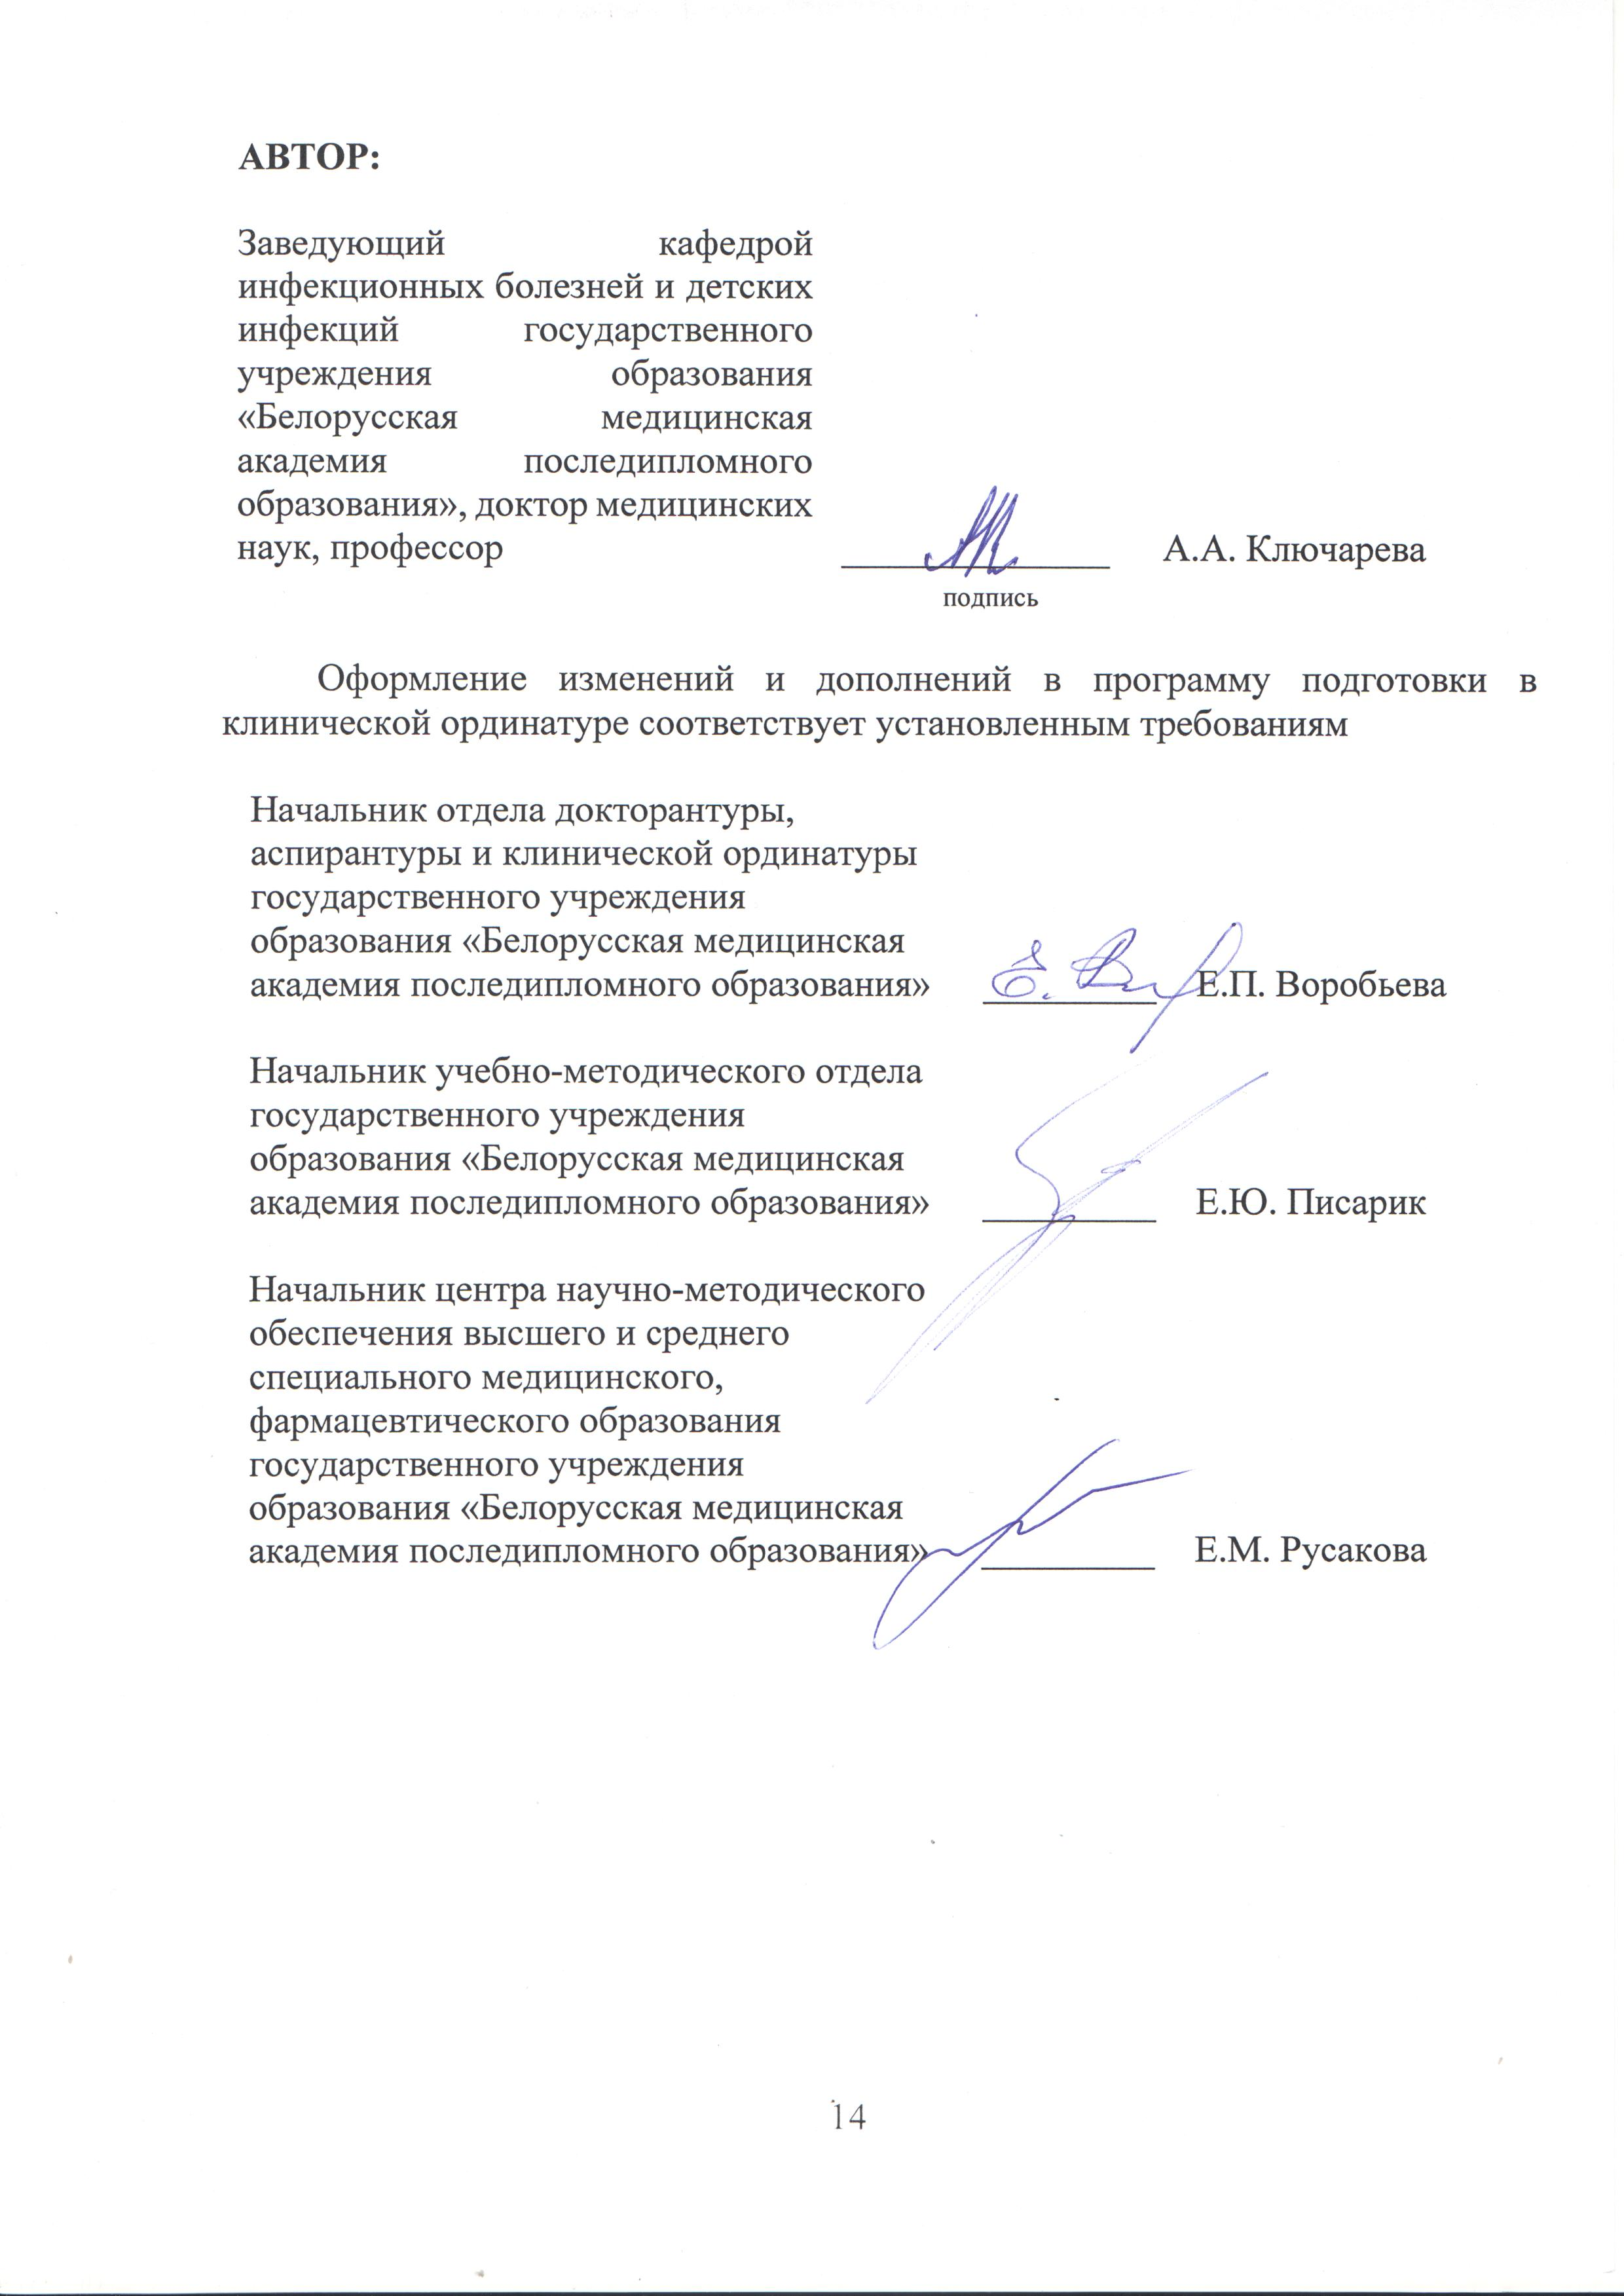 АВТОР:
Заведующий кафедрой
инфекционных болезней и детских
инфекций государственного
учреждения образования
«Белорусская медицинская
академия последипломного
образования», доктор медицинских
наук, профессор А.А. Ключарева
подпись
Оформление изменений и дополнений в программу подготовки в
клинической ординатуре соответствует установленным требованиям
Начальник отдела докторантуры,
аспирантуры и клинической ординатуры
государственного учреждения
образования «Белорусская медицинская
академия последипломного образования» Е.П. Воробьева
Начальник учебно-методического отдела
государственного учреждения
образования «Белорусская медицинская
академия последипломного образования» Е.Ю. Писарик
Начальник центра научно-методического
обеспечения высшего и среднего
специального медицинского,
фармацевтического образования
государственного учреждения
образования «Белорусская медицинская
академия последипломного образования» Е.М. Русакова
14